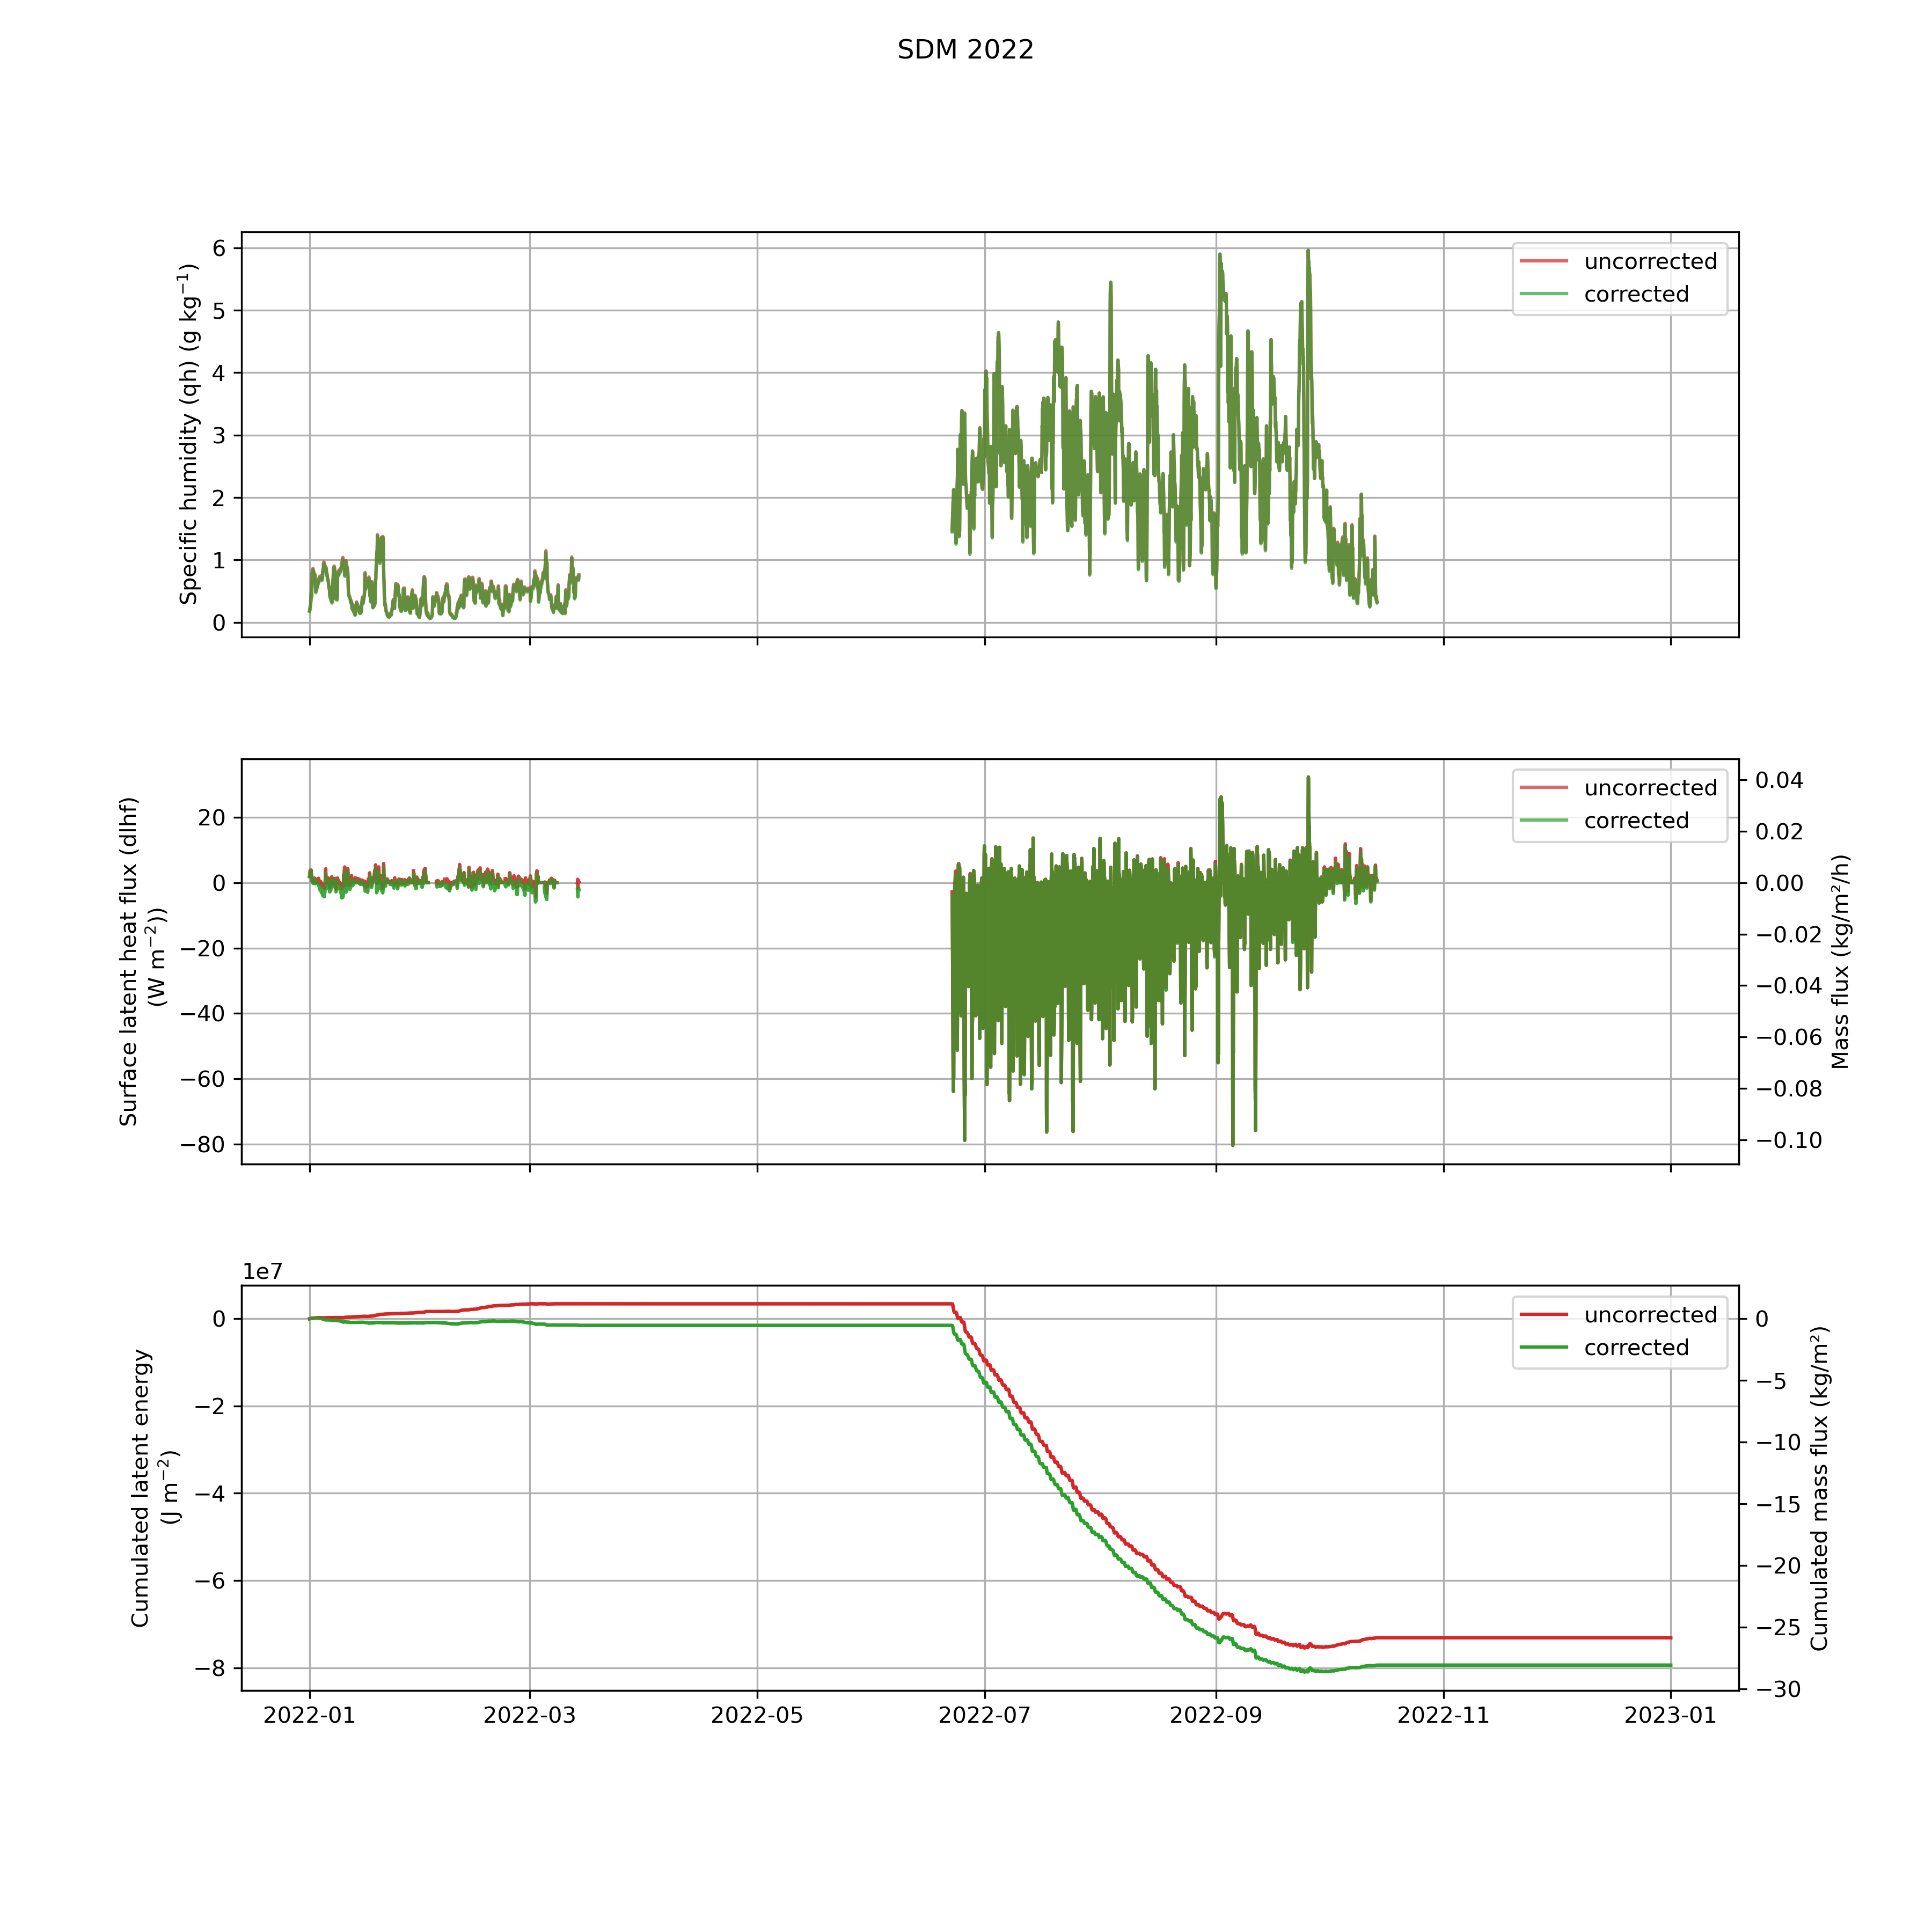 SDM 2022
Specific humidity (qh) (g kg⁻¹)
6
5
4
3
2
1
0
uncorrected
corrected
Surface latent heat flux (dlhf)
(W m⁻²))
20
0
−20
−40
−60
−80
uncorrected
corrected
0.04
0.02
0.00
−0.02
−0.04
−0.06
−0.08
−0.10
Mass flux (kg/m²/h)
1e7
Cumulated latent energy
(J m⁻²)
0
−2
−4
−6
−8
uncorrected
corrected
0
−5
−10
−15
−20
−25
−30
Cumulated mass flux (kg/m²)
2022-01 2022-03 2022-05 2022-07 2022-09 2022-11 2023-01